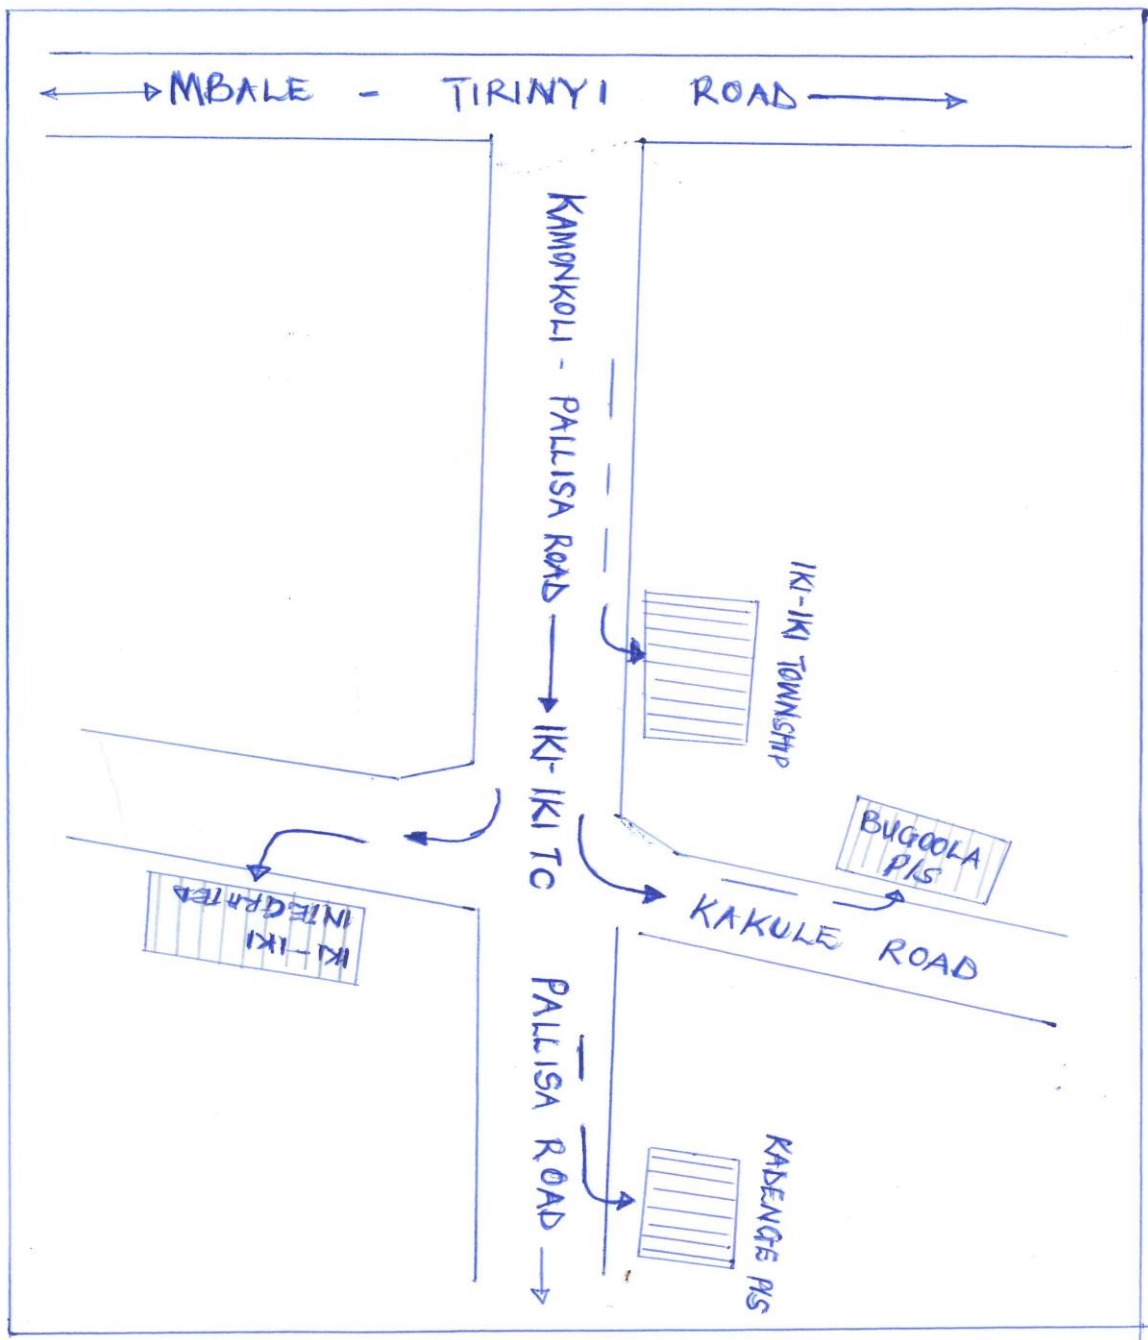 MBALE - TIRINYI ROAD
KAMONKOLI - PALLISA ROAD
IKI-IKI TOWNSHIP
IKI-IKI TC
BUGOOLA
P/S
KAKULE ROAD
IKI-IKI
INTEGRATED
PALLISA ROAD
KADENGE P/S